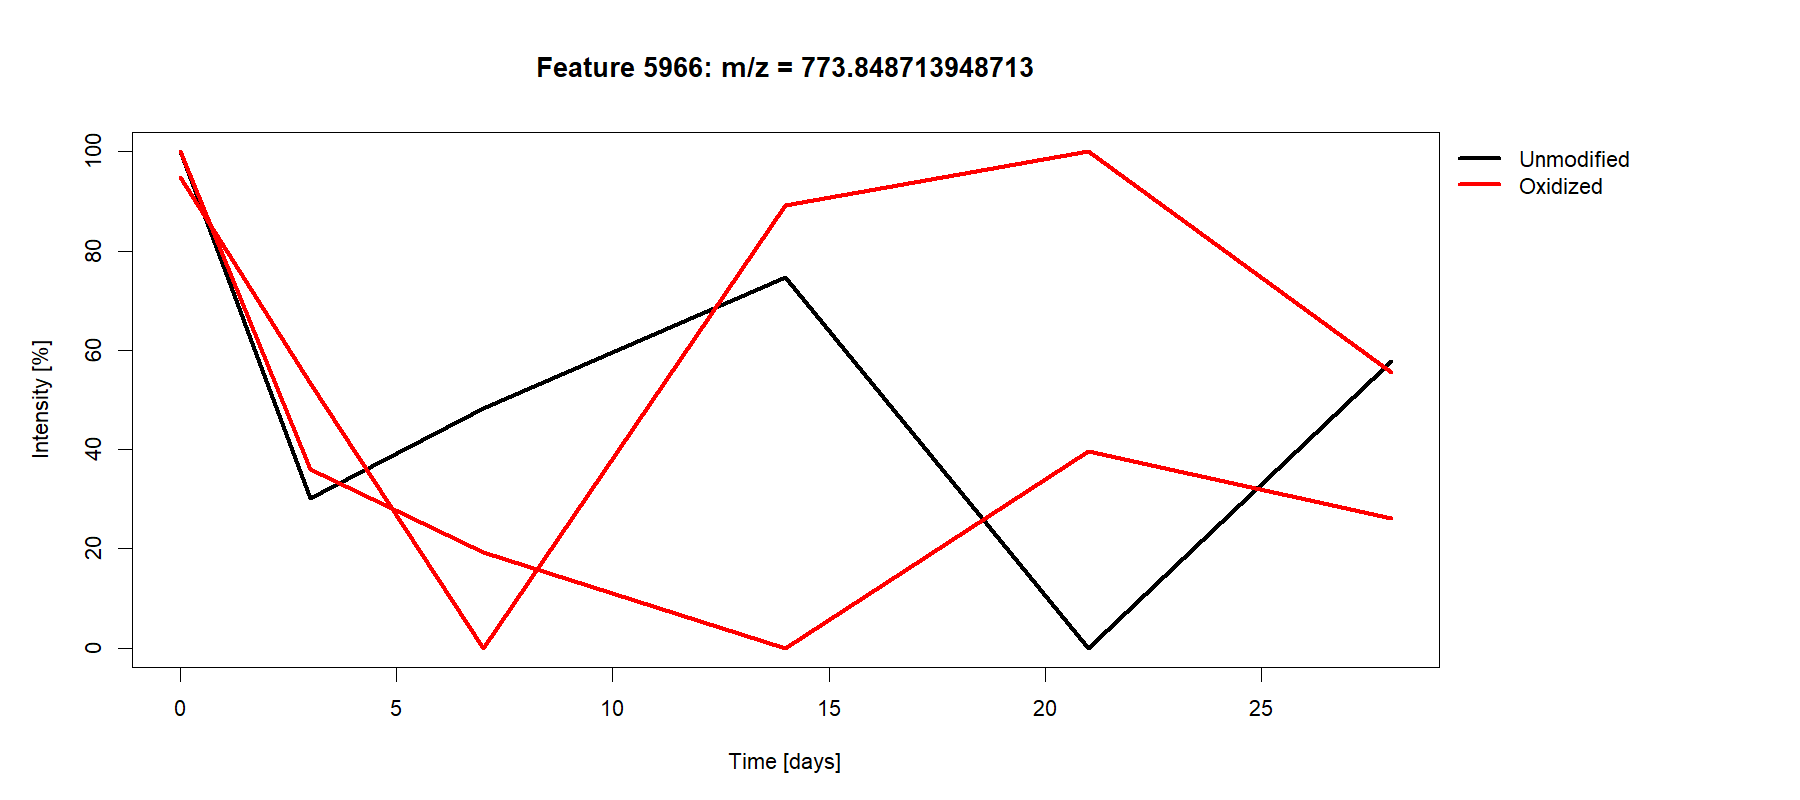 Feature 5966: m/z = 773.848713948713
Unmodified
Oxidized
Intensity [%]
100
80
60
40
20
0
0 5 10 15 20 25
Time [days]